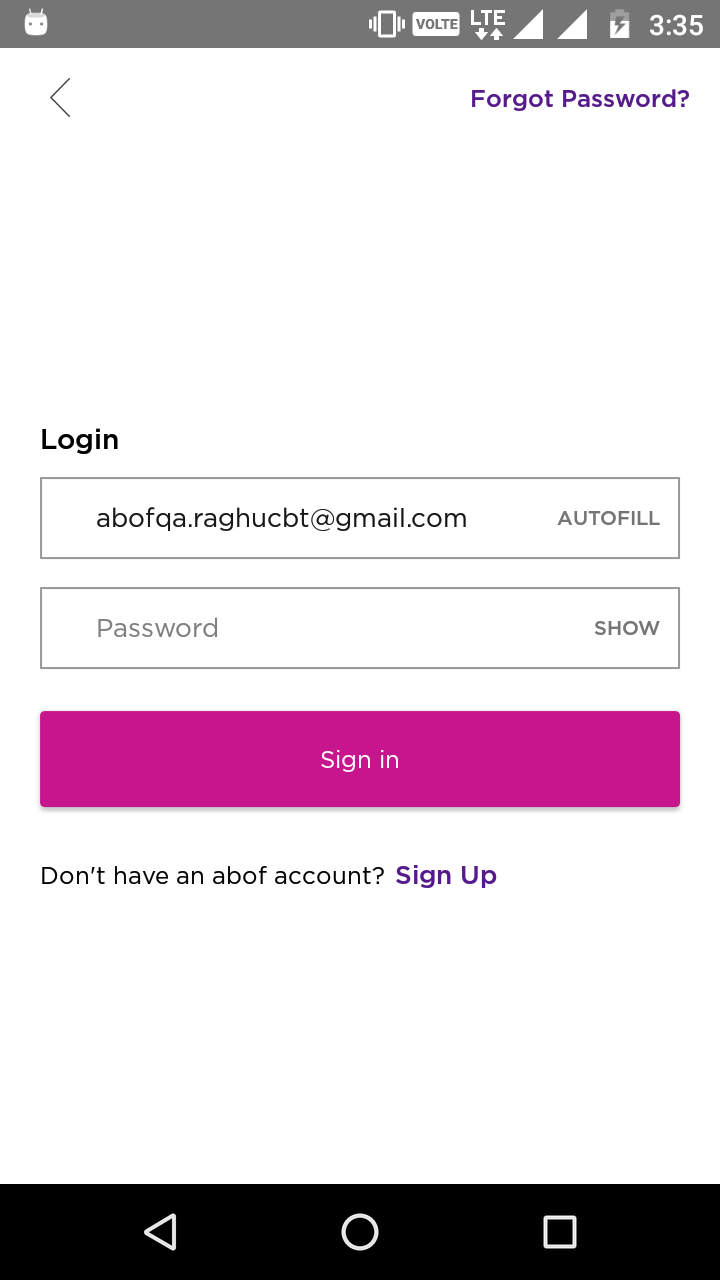 VOLTE LTE 3:35
Forgot Password?
Login
abofqa.raghucbt@gmail.com AUTOFILL
Password SHOW
Sign in
Don't have an abof account? Sign Up